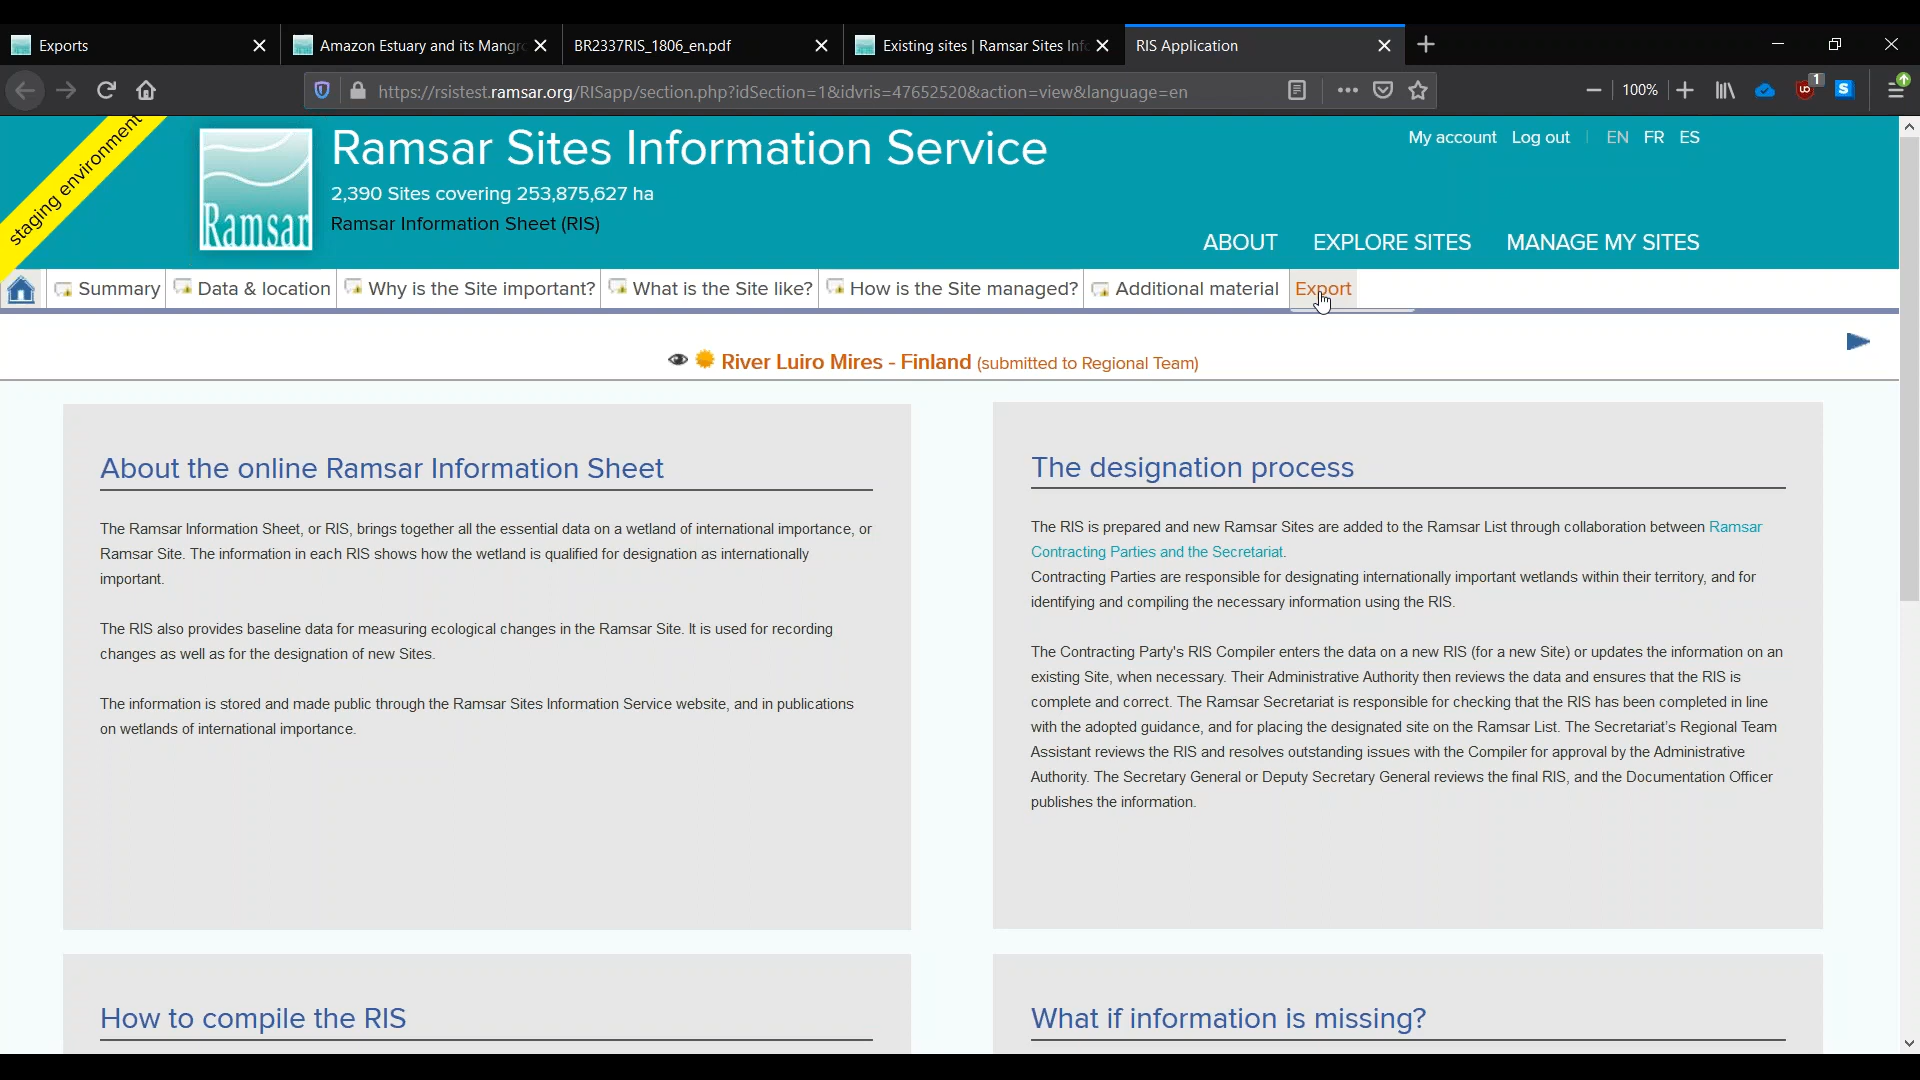 Exports
Amazon Estuary and its Mangr
BR2337RIS_1806_en.pdf
Existing sites | Ramsar Sites Inf
RIS Application
https://rsistest.ramsar.org/RISapp/section.php?idSection=1&idvris=47652520&action=view&language=en
100%
1
S
staging environment
Ramsar
Ramsar Sites Information Service
2,390 Sites covering 253,875,627 ha
Ramsar Information Sheet (RIS)
My account Log out EN FR ES
ABOUT EXPLORE SITES MANAGE MY SITES
Summary Data & location Why is the Site important? What is the Site like? How is the Site managed? Additional material Export
River Luiro Mires - Finland (submitted to Regional Team)
About the online Ramsar Information Sheet
The Ramsar Information Sheet, or RIS, brings together all the essential data on a wetland of international importance, or
Ramsar Site. The information in each RIS shows how the wetland is qualified for designation as internationally
important.
The RIS also provides baseline data for measuring ecological changes in the Ramsar Site. It is used for recording
changes as well as for the designation of new Sites.
The information is stored and made public through the Ramsar Sites Information Service website, and in publications
on wetlands of international importance.
The designation process
The RIS is prepared and new Ramsar Sites are added to the Ramsar List through collaboration between Ramsar
Contracting Parties and the Secretariat.
Contracting Parties are responsible for designating internationally important wetlands within their territory, and for
identifying and compiling the necessary information using the RIS.
The Contracting Party's RIS Compiler enters the data on a new RIS (for a new Site) or updates the information on an
existing Site, when necessary. Their Administrative Authority then reviews the data and ensures that the RIS is
complete and correct. The Ramsar Secretariat is responsible for checking that the RIS has been completed in line
with the adopted guidance, and for placing the designated site on the Ramsar List. The Secretariat's Regional Team
Assistant reviews the RIS and resolves outstanding issues with the Compiler for approval by the Administrative
Authority. The Secretary General or Deputy Secretary General reviews the final RIS, and the Documentation Officer
publishes the information.
How to compile the RIS
What if information is missing?